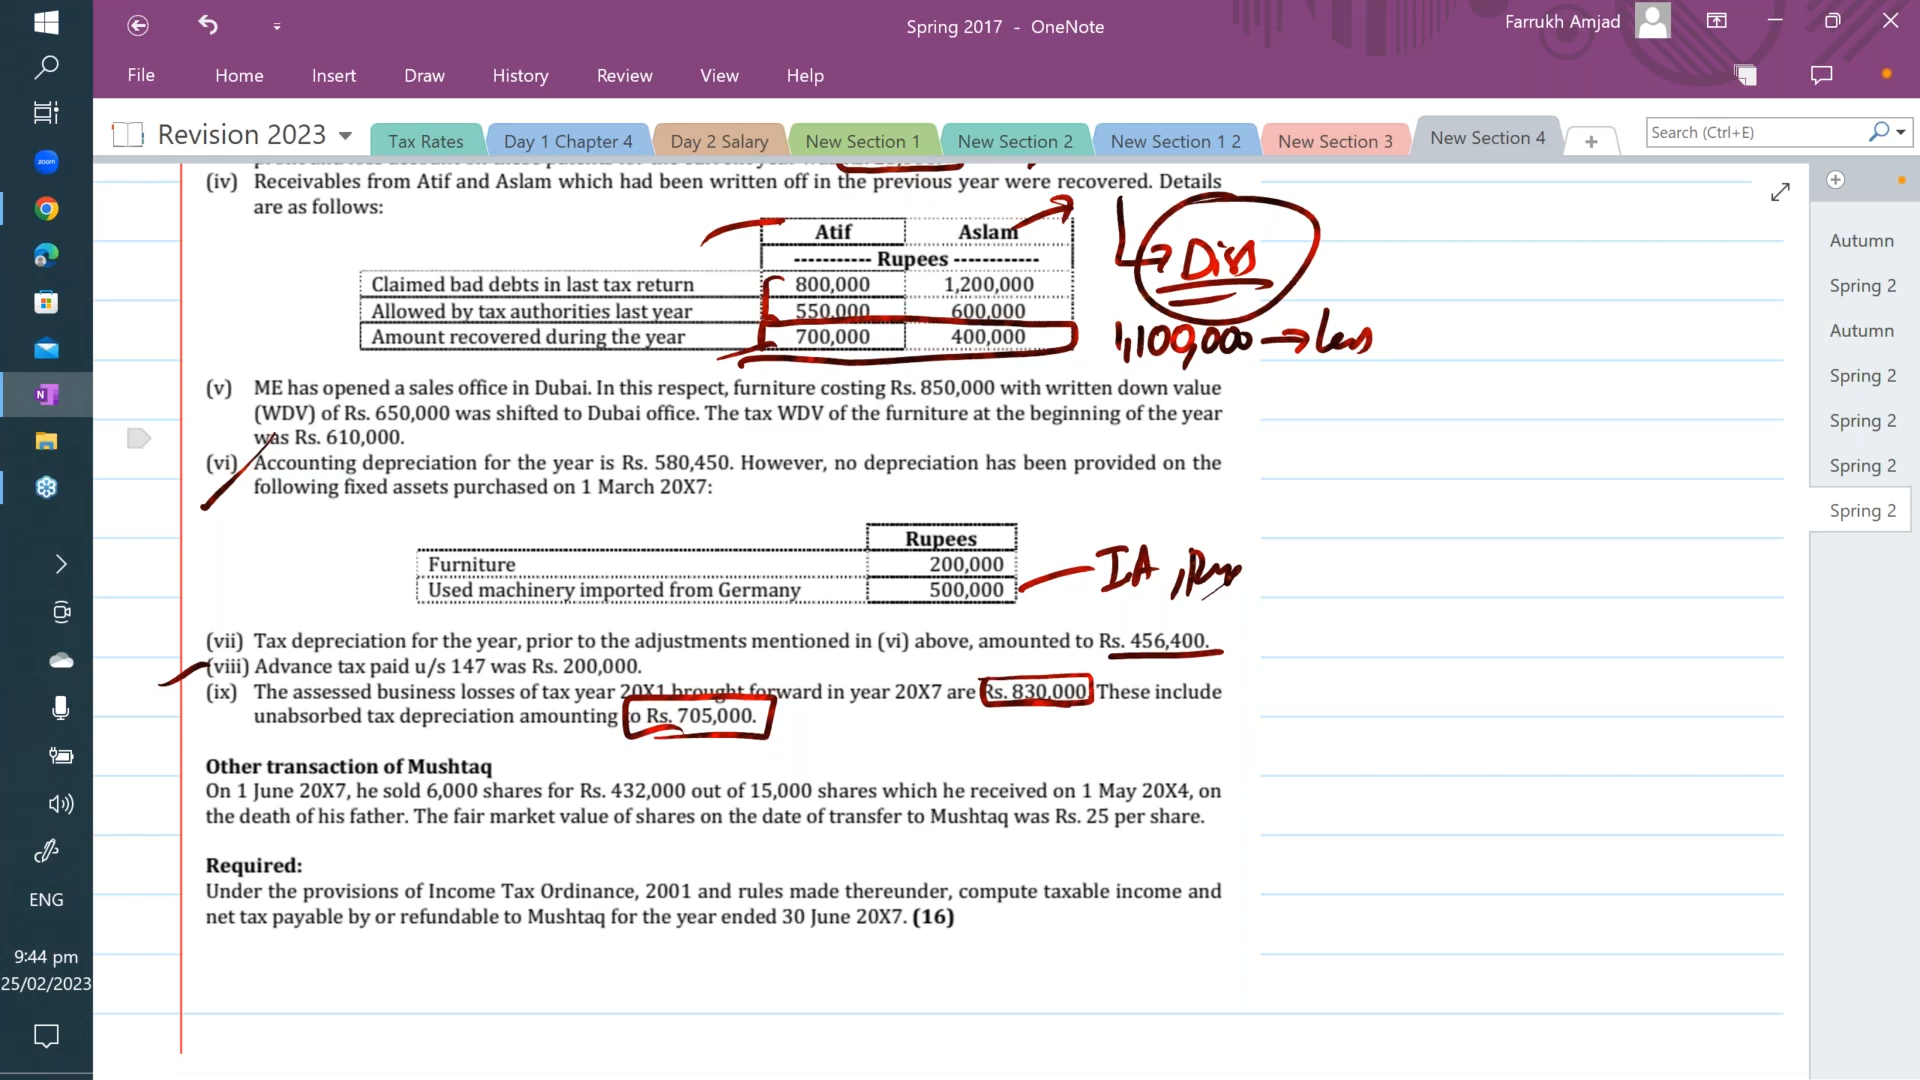 Spring 2017 - OneNote
Farrukh Amjad
File Home Insert Draw History Review View Help
Revision 2023
Tax Rates
Day 1 Chapter 4
Day 2 Salary
New Section 1
New Section 2
New Section 1 2
New Section 3
New Section 4
Search (Ctrl+E)
(iv) Receivables from Atif and Aslam which had been written off in the previous year were recovered. Details
are as follows:
Atif Aslam
----------- Rupees ------------
Claimed bad debts in last tax return 800,000 1,200,000
Allowed by tax authorities last year 550,000 600,000
Amount recovered during the year 700,000 400,000
1,100,000 → less
(v) ME has opened a sales office in Dubai. In this respect, furniture costing Rs. 850,000 with written down value
(WDV) of Rs. 650,000 was shifted to Dubai office. The tax WDV of the furniture at the beginning of the year
was Rs. 610,000.
(vi) Accounting depreciation for the year is Rs. 580,450. However, no depreciation has been provided on the
following fixed assets purchased on 1 March 20X7:
Rupees
Furniture 200,000
Used machinery imported from Germany 500,000
IA ,
(vii) Tax depreciation for the year, prior to the adjustments mentioned in (vi) above, amounted to Rs. 456,400.
(viii) Advance tax paid u/s 147 was Rs. 200,000.
(ix) The assessed business losses of tax year 20X1 brought forward in year 20X7 are Rs. 830,000. These include
unabsorbed tax depreciation amounting to Rs. 705,000.
Other transaction of Mushtaq
On 1 June 20X7, he sold 6,000 shares for Rs. 432,000 out of 15,000 shares which he received on 1 May 20X4, on
the death of his father. The fair market value of shares on the date of transfer to Mushtaq was Rs. 25 per share.
Required:
Under the provisions of Income Tax Ordinance, 2001 and rules made thereunder, compute taxable income and
net tax payable by or refundable to Mushtaq for the year ended 30 June 20X7. (16)
Autumn
Spring 2
Autumn
Spring 2
Spring 2
Spring 2
Spring 2
zoom
N
ENG
9:44 pm
25/02/2023